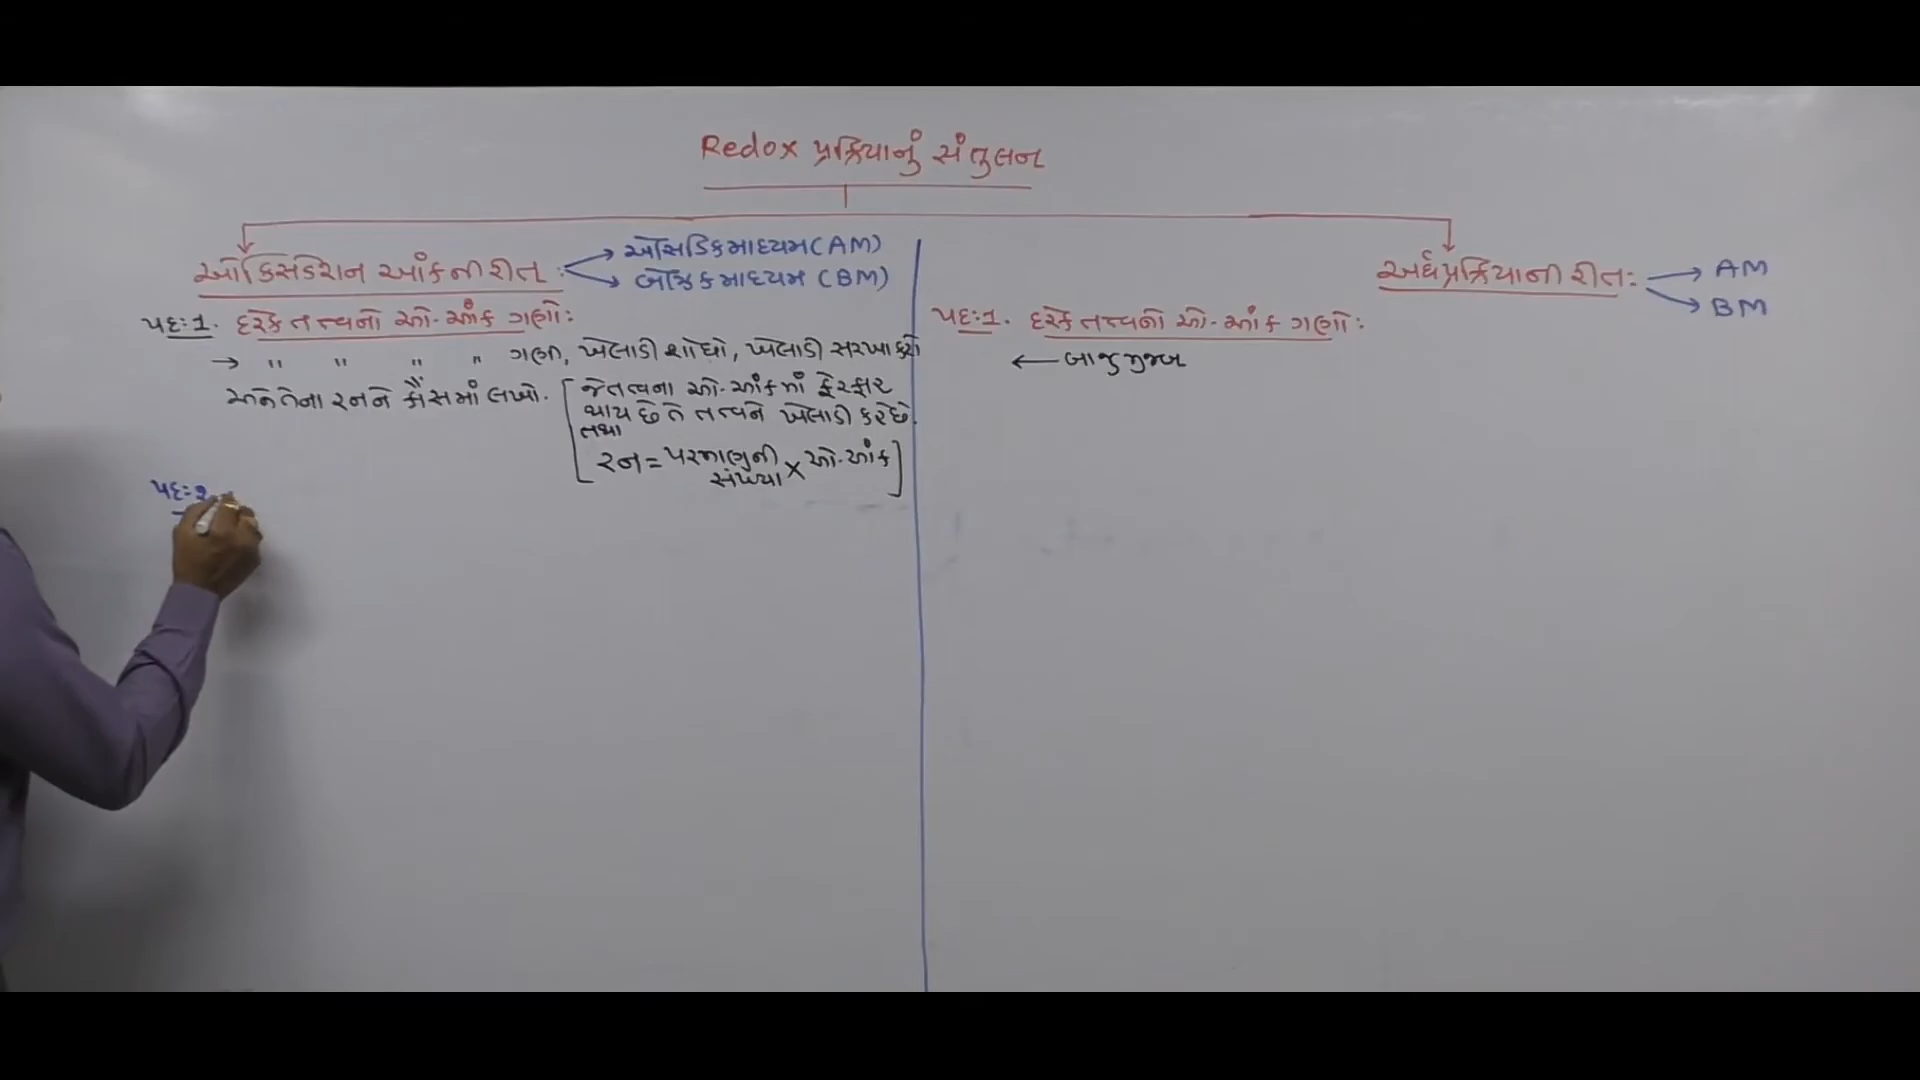 Redox પ્રક્રિયાનું સંતુલન
ઓક્સિડેશન આંકની રીત :
→ એસિડિક માધ્યમ (AM)
→ બેઝિક માધ્યમ (BM)
પદ:1. દરેક તત્ત્વનો ઓ.આંક ગણો:
→ " " " " ગણી, ખેલાડી શોધો, ખેલાડી સરખા કરો
અને તેના રનને કૌંસમાં લખો. [જે તત્વના ઓ.આંકમાં ફેરફાર
થાય છે તે તત્વને ખેલાડી કહે છે.
તથા
રન = પરમાણુની સંખ્યા × ઓ.આંક]
પદ:2.
અર્ધપ્રક્રિયાની રીત:
→ AM
→ BM
પદ:1. દરેક તત્ત્વનો ઓ.આંક ગણો:
← બાજુ મુજબ